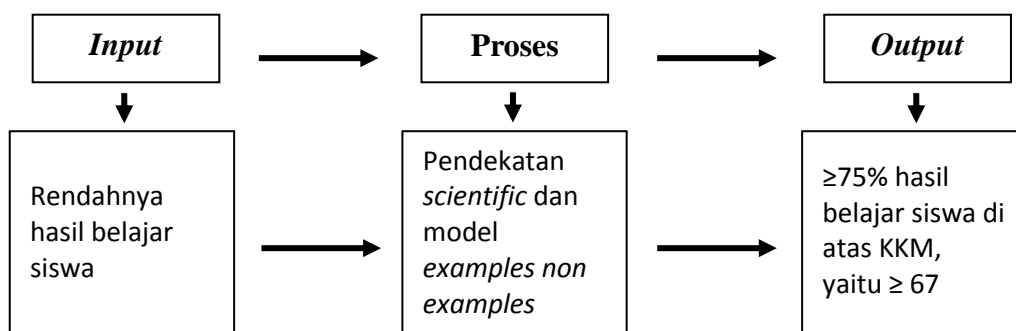 Input
Proses
Output
Rendahnya
hasil belajar
siswa
Pendekatan
scientific dan
model
examples non
examples
≥75% hasil
belajar siswa di
atas KKM,
yaitu ≥ 67